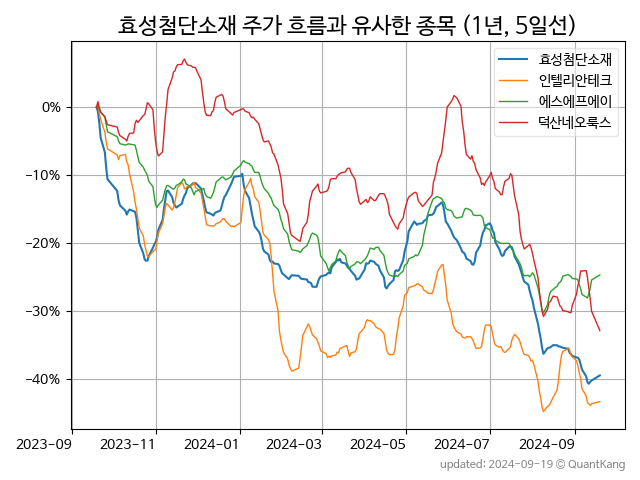 효성첨단소재 주가 흐름과 유사한 종목 (1년, 5일선)
효성첨단소재
인텔리안테크
에스에프에이
덕산네오룩스
0%
−10%
−20%
−30%
−40%
2023-09 2023-11 2024-01 2024-03 2024-05 2024-07 2024-09
updated: 2024-09-19 © QuantKang